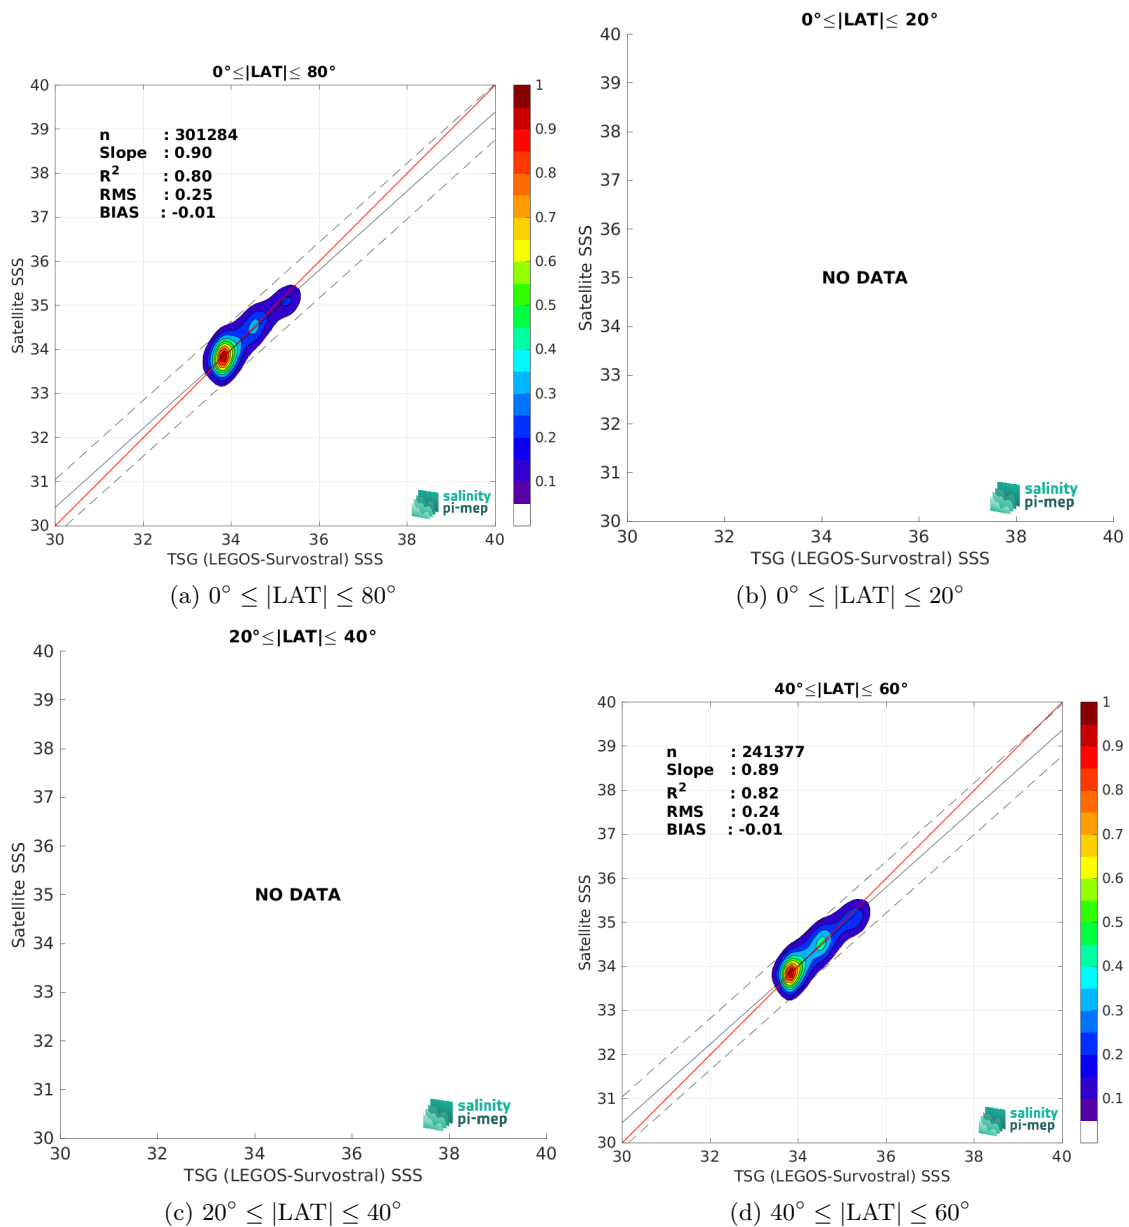 0°≤|LAT|≤ 80°
n : 301284
Slope : 0.90
R² : 0.80
RMS : 0.25
BIAS : -0.01
40
39
38
37
36
35
34
33
32
31
30
Satellite SSS
30 32 34 36 38 40
TSG (LEGOS-Survostral) SSS
1
0.9
0.8
0.7
0.6
0.5
0.4
0.3
0.2
0.1
salinity
pi-mep
(a) 0° ≤ |LAT| ≤ 80°
0°≤|LAT|≤ 20°
40
39
38
37
36
35
34
33
32
31
30
Satellite SSS
NO DATA
30 32 34 36 38 40
TSG (LEGOS-Survostral) SSS
salinity
pi-mep
(b) 0° ≤ |LAT| ≤ 20°
20°≤|LAT|≤ 40°
40
39
38
37
36
35
34
33
32
31
30
Satellite SSS
NO DATA
30 32 34 36 38 40
TSG (LEGOS-Survostral) SSS
salinity
pi-mep
(c) 20° ≤ |LAT| ≤ 40°
40°≤|LAT|≤ 60°
n : 241377
Slope : 0.89
R² : 0.82
RMS : 0.24
BIAS : -0.01
40
39
38
37
36
35
34
33
32
31
30
Satellite SSS
30 32 34 36 38 40
TSG (LEGOS-Survostral) SSS
1
0.9
0.8
0.7
0.6
0.5
0.4
0.3
0.2
0.1
salinity
pi-mep
(d) 40° ≤ |LAT| ≤ 60°